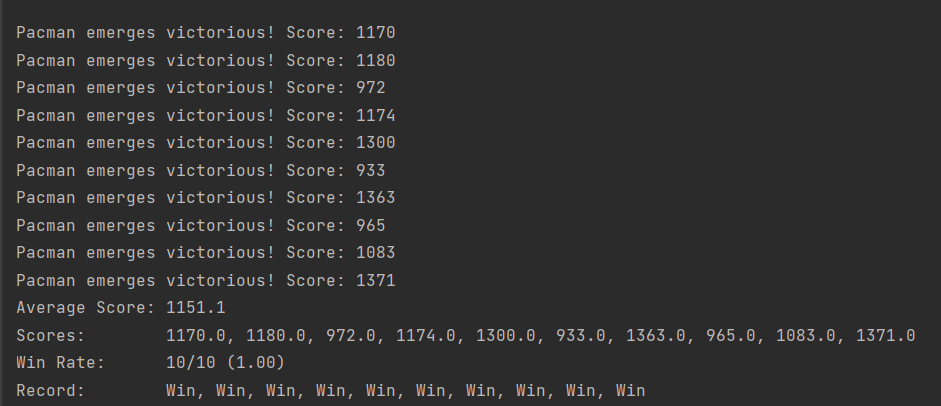 Pacman emerges victorious! Score: 1170
Pacman emerges victorious! Score: 1180
Pacman emerges victorious! Score: 972
Pacman emerges victorious! Score: 1174
Pacman emerges victorious! Score: 1300
Pacman emerges victorious! Score: 933
Pacman emerges victorious! Score: 1363
Pacman emerges victorious! Score: 965
Pacman emerges victorious! Score: 1083
Pacman emerges victorious! Score: 1371
Average Score: 1151.1
Scores:        1170.0, 1180.0, 972.0, 1174.0, 1300.0, 933.0, 1363.0, 965.0, 1083.0, 1371.0
Win Rate:      10/10 (1.00)
Record:        Win, Win, Win, Win, Win, Win, Win, Win, Win, Win